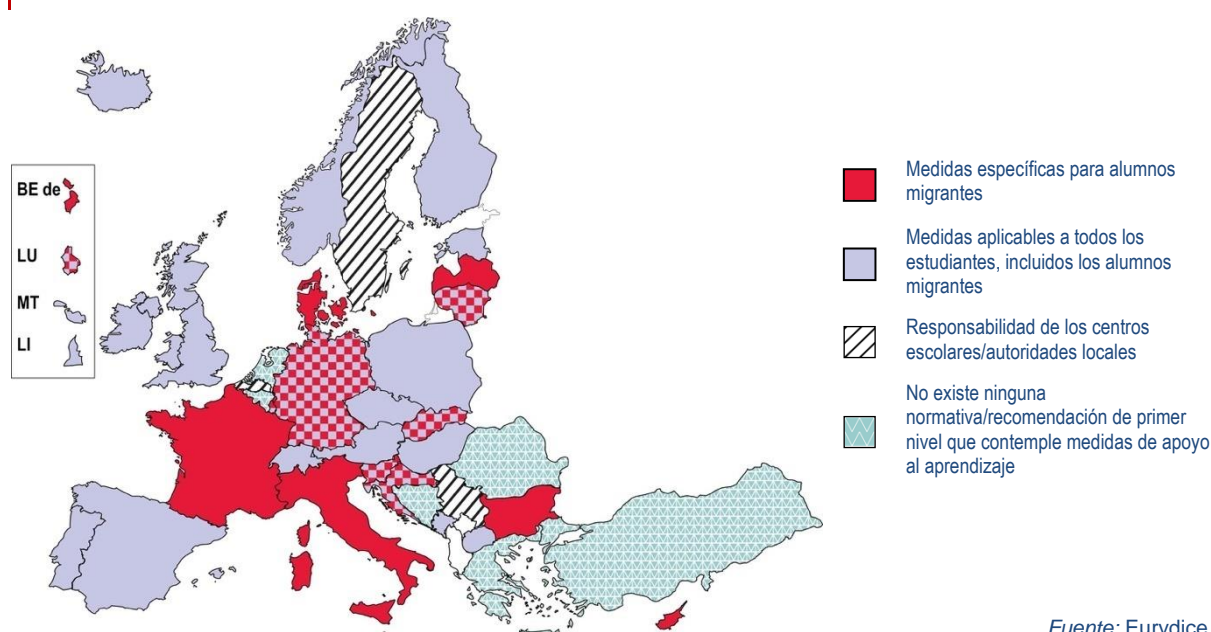 BE de
LU
MT
LI
Medidas específicas para alumnos
migrantes
Medidas aplicables a todos los
estudiantes, incluidos los alumnos
migrantes
Responsabilidad de los centros
escolares/autoridades locales
No existe ninguna
normativa/recomendación de primer
nivel que contemple medidas de apoyo
al aprendizaje
Fuente: Eurydice